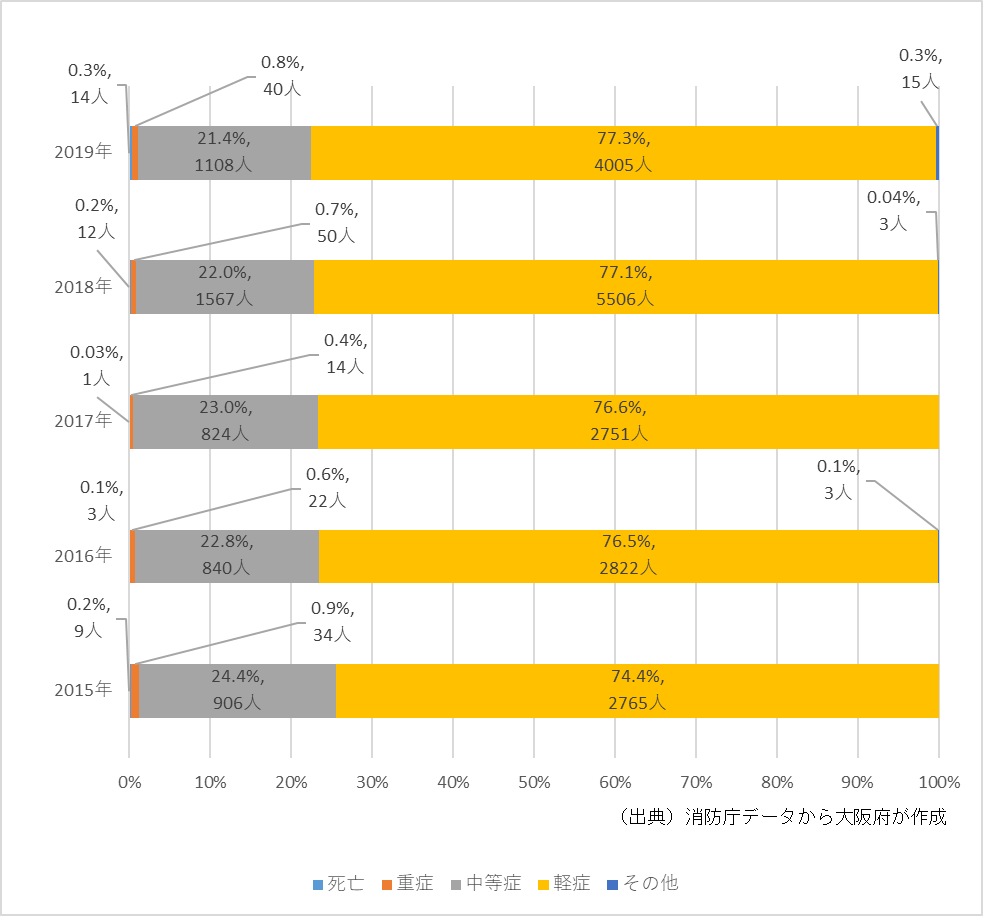 0.3%,
14人
0.8%,
40人
0.3%,
15人
2019年
21.4%,
1108人
77.3%,
4005人
0.2%,
12人
0.7%,
50人
0.04%,
3人
2018年
22.0%,
1567人
77.1%,
5506人
0.03%,
1人
0.4%,
14人
2017年
23.0%,
824人
76.6%,
2751人
0.1%,
3人
0.6%,
22人
0.1%,
3人
2016年
22.8%,
840人
76.5%,
2822人
0.2%,
9人
0.9%,
34人
2015年
24.4%,
906人
74.4%,
2765人
0% 10% 20% 30% 40% 50% 60% 70% 80% 90% 100%
（出典）消防庁データから大阪府が作成
死亡 重症 中等症 軽症 その他